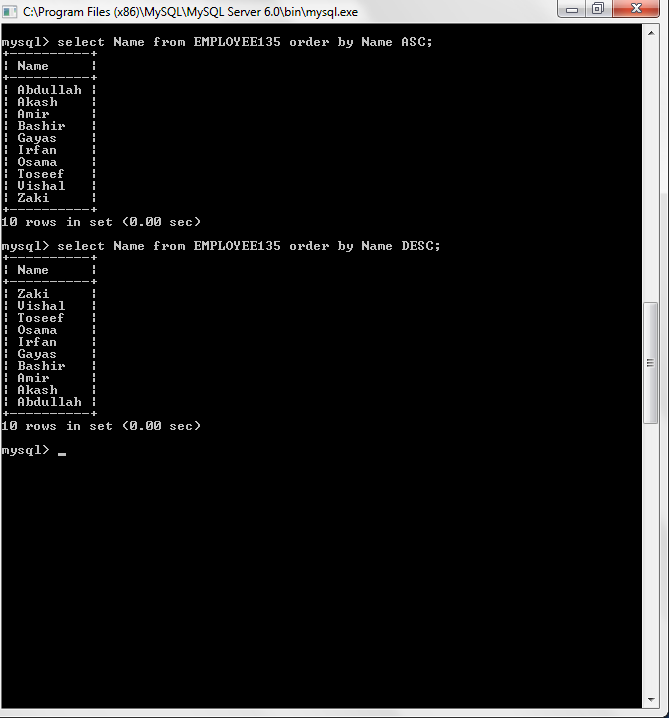 C:\Program Files (x86)\MySQL\MySQL Server 6.0\bin\mysql.exe
mysql> select Name from EMPLOYEE135 order by Name ASC;
+----------+
¦ Name     ¦
+----------+
¦ Abdullah ¦
¦ Akash    ¦
¦ Amir     ¦
¦ Bashir   ¦
¦ Gayas    ¦
¦ Irfan    ¦
¦ Osama    ¦
¦ Toseef   ¦
¦ Vishal   ¦
¦ Zaki     ¦
+----------+
10 rows in set (0.00 sec)
mysql> select Name from EMPLOYEE135 order by Name DESC;
+----------+
¦ Name     ¦
+----------+
¦ Zaki     ¦
¦ Vishal   ¦
¦ Toseef   ¦
¦ Osama    ¦
¦ Irfan    ¦
¦ Gayas    ¦
¦ Bashir   ¦
¦ Amir     ¦
¦ Akash    ¦
¦ Abdullah ¦
+----------+
10 rows in set (0.00 sec)
mysql> _